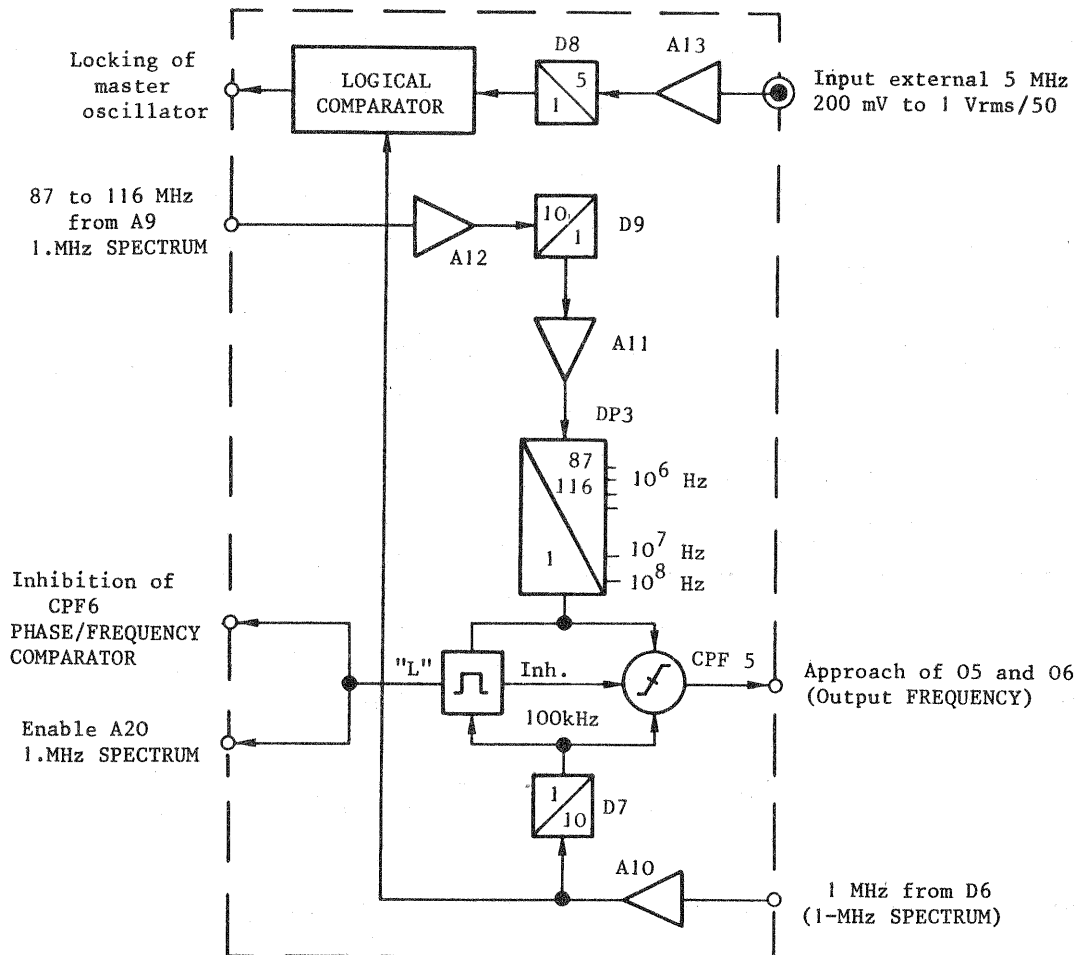 Locking of
master
oscillator
LOGICAL
COMPARATOR
D8
5
1
A13
Input external 5 MHz
200 mV to 1 Vrms/50
87 to 116 MHz
from A9
1.MHz SPECTRUM
A12
10
1
D9
A11
DP3
87
116
1
10⁶ Hz
10⁷ Hz
10⁸ Hz
Inhibition of
CPF6
PHASE/FREQUENCY
COMPARATOR
"L"
Inh.
CPF 5
100kHz
Approach of O5 and O6
(Output FREQUENCY)
Enable A20
1.MHz SPECTRUM
1
10
D7
A10
1 MHz from D6
(1-MHz SPECTRUM)